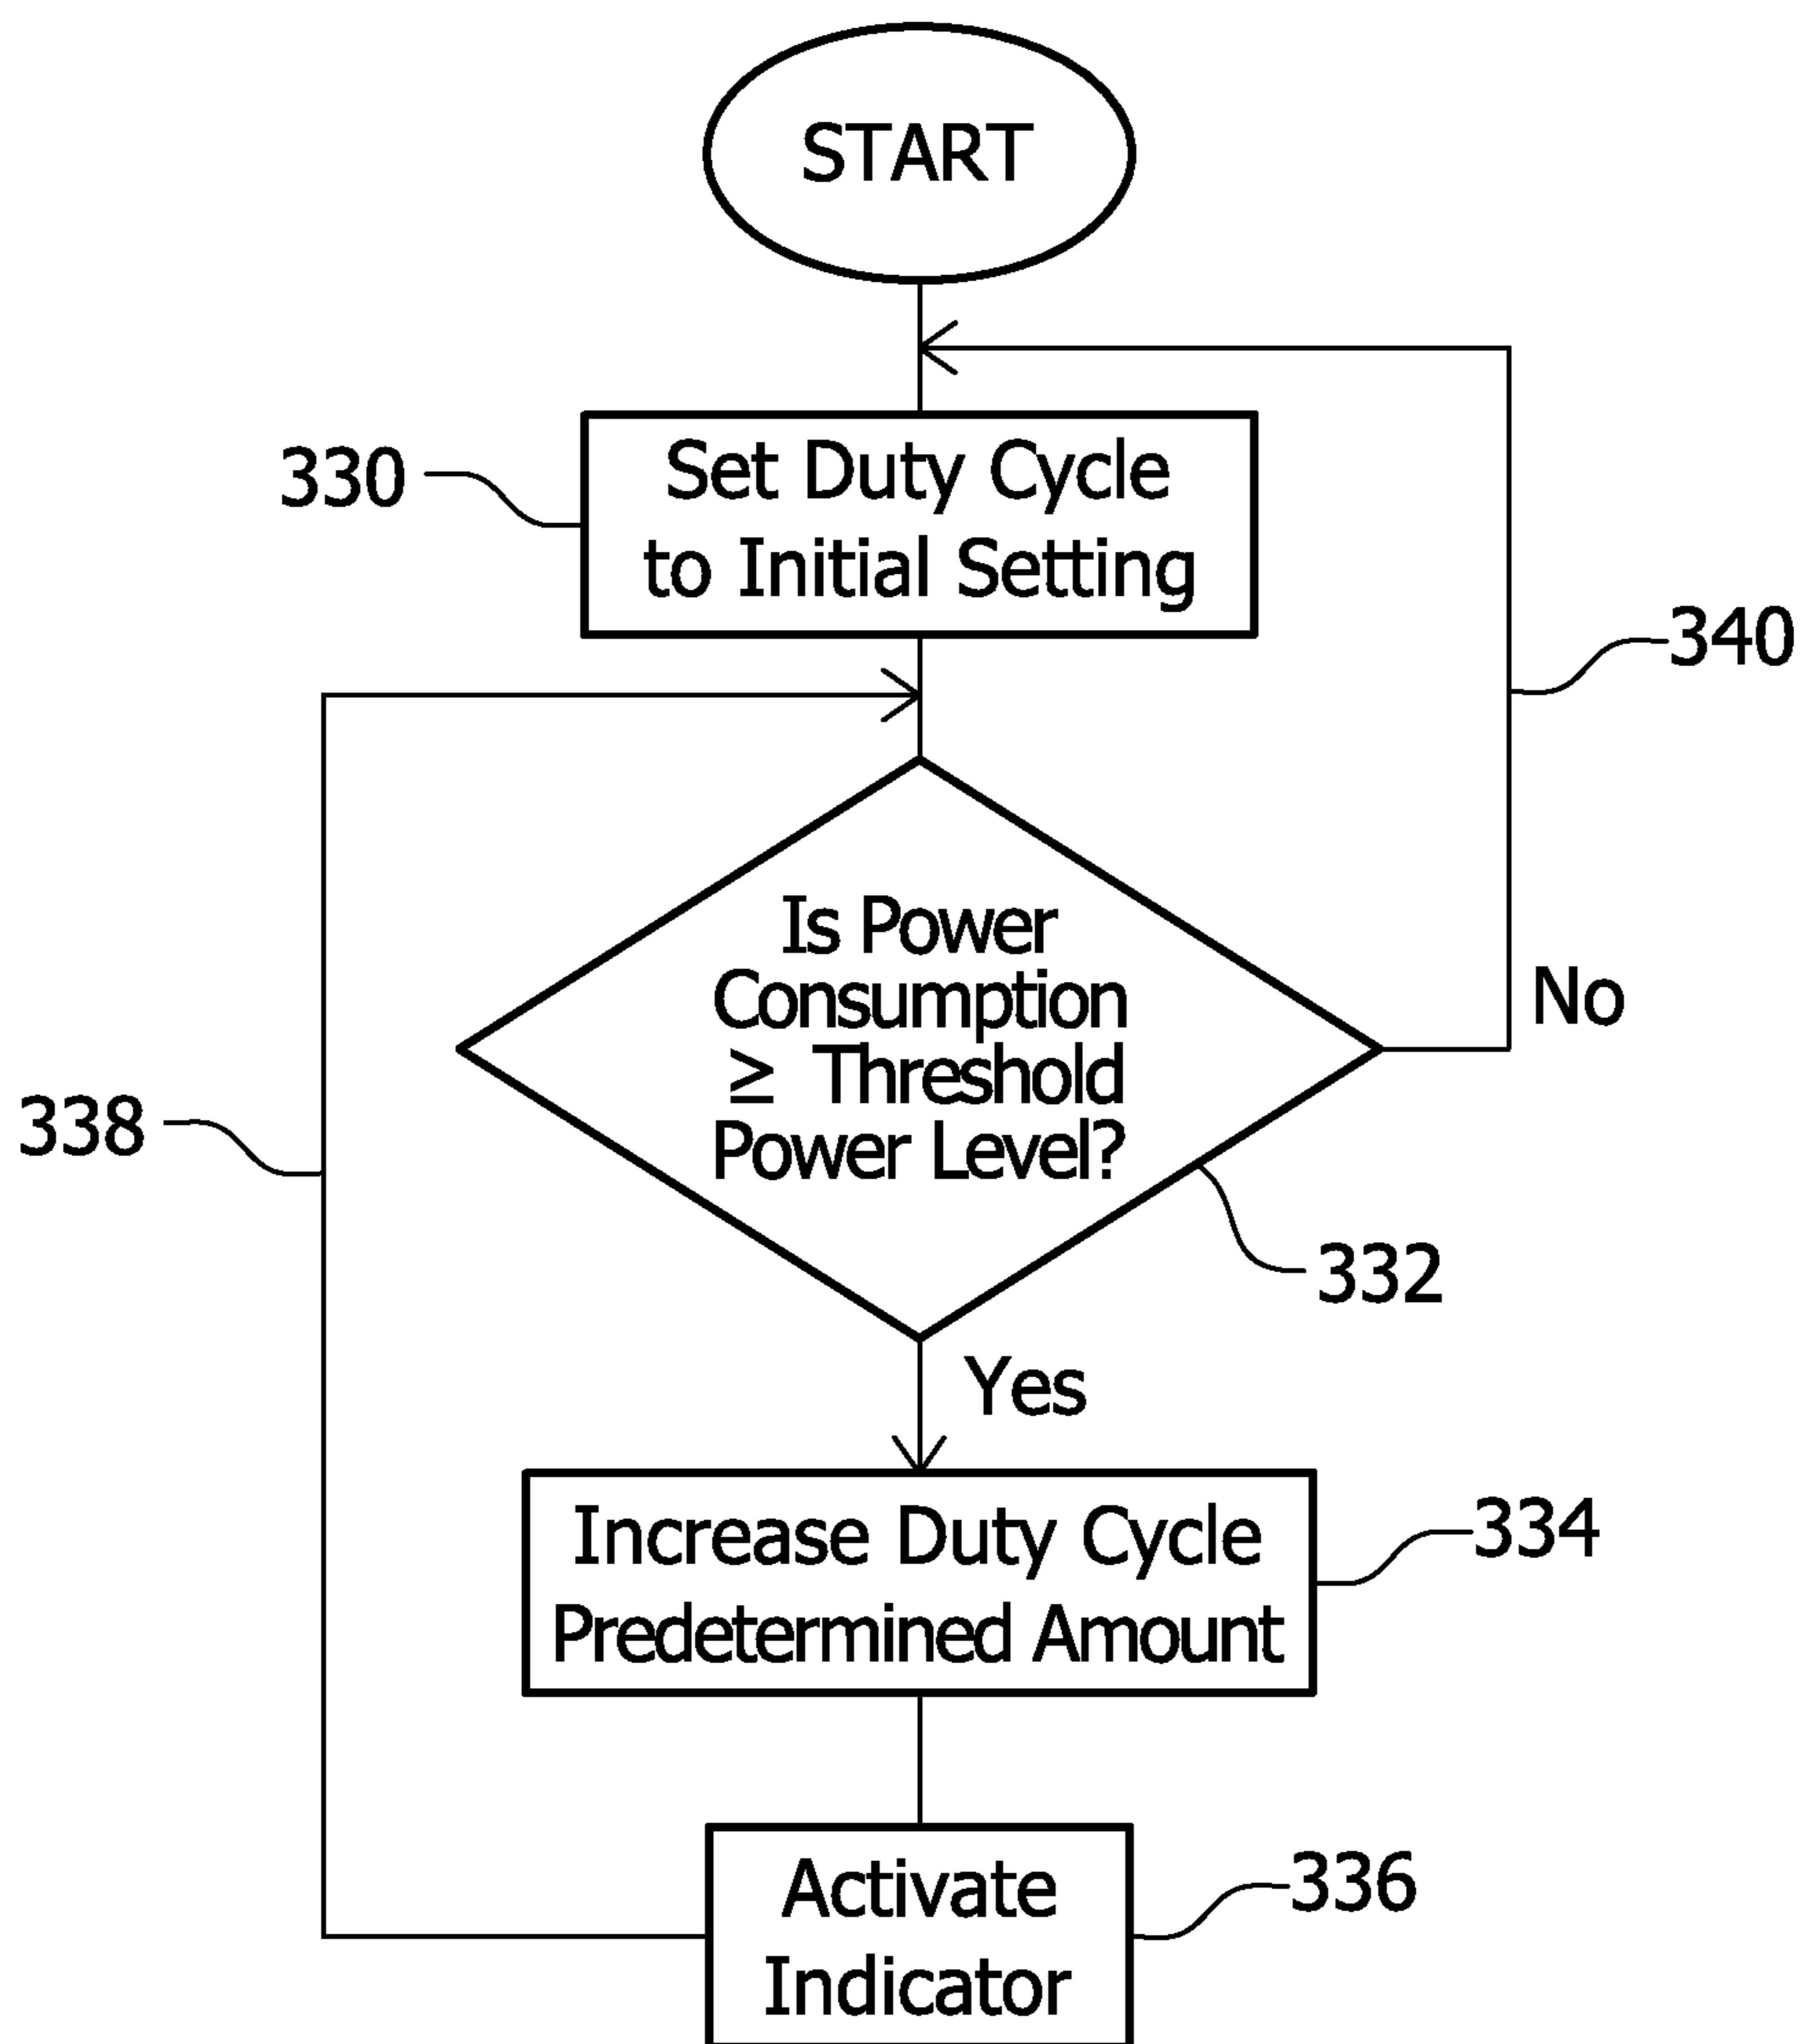 START
330
Set Duty Cycle
to Initial Setting
340
Is Power
Consumption
≥ Threshold
Power Level?
No
338
332
Yes
Increase Duty Cycle
Predetermined Amount
334
Activate
Indicator
336